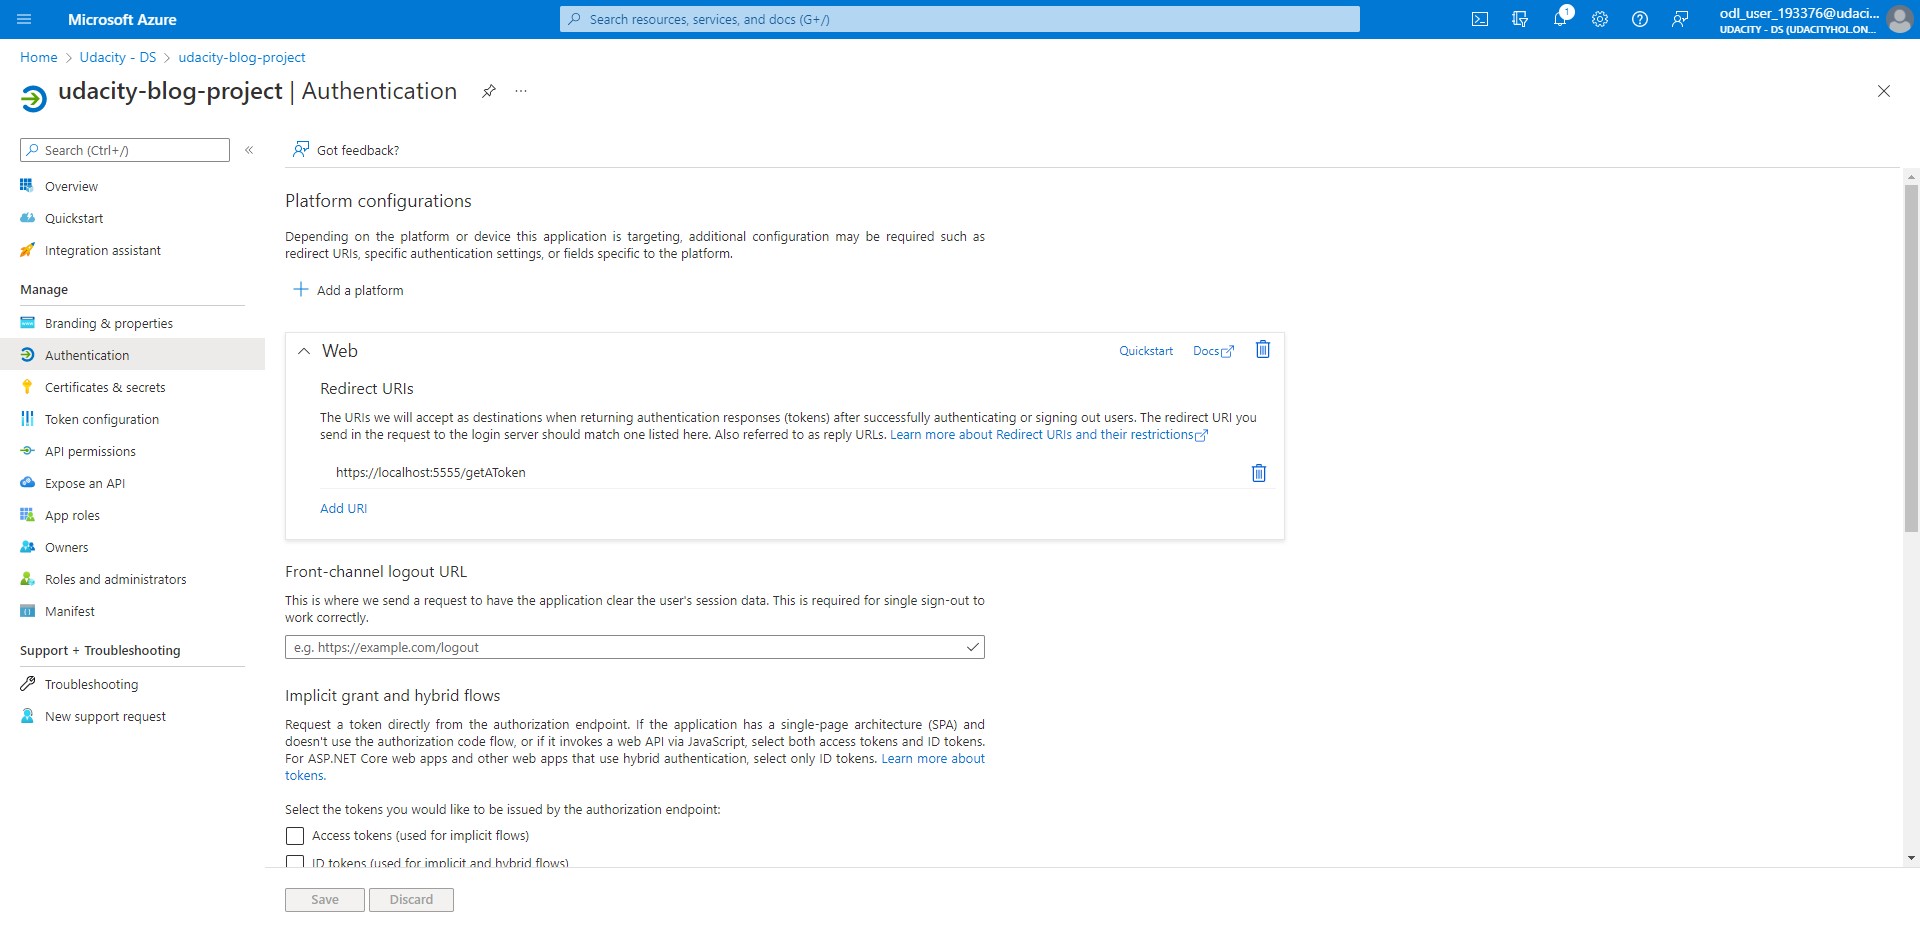 Microsoft Azure
Search resources, services, and docs (G+/)
1
odl_user_193376@udaci...
UDACITY - DS (UDACITYHOL.ON...
Home > Udacity - DS > udacity-blog-project
udacity-blog-project | Authentication
...
Search (Ctrl+/)
«
Got feedback?
Overview
Quickstart
Integration assistant
Manage
Branding & properties
Authentication
Certificates & secrets
Token configuration
API permissions
Expose an API
App roles
Owners
Roles and administrators
Manifest
Support + Troubleshooting
Troubleshooting
New support request
Platform configurations
Depending on the platform or device this application is targeting, additional configuration may be required such as
redirect URIs, specific authentication settings, or fields specific to the platform.
Add a platform
Web
Quickstart
Docs
Redirect URIs
The URIs we will accept as destinations when returning authentication responses (tokens) after successfully authenticating or signing out users. The redirect URI you
send in the request to the login server should match one listed here. Also referred to as reply URLs. Learn more about Redirect URIs and their restrictions
https://localhost:5555/getAToken
Add URI
Front-channel logout URL
This is where we send a request to have the application clear the user's session data. This is required for single sign-out to
work correctly.
e.g. https://example.com/logout
Implicit grant and hybrid flows
Request a token directly from the authorization endpoint. If the application has a single-page architecture (SPA) and
doesn't use the authorization code flow, or if it invokes a web API via JavaScript, select both access tokens and ID tokens.
For ASP.NET Core web apps and other web apps that use hybrid authentication, select only ID tokens. Learn more about
tokens.
Select the tokens you would like to be issued by the authorization endpoint:
Access tokens (used for implicit flows)
ID tokens (used for implicit and hybrid flows)
Save
Discard